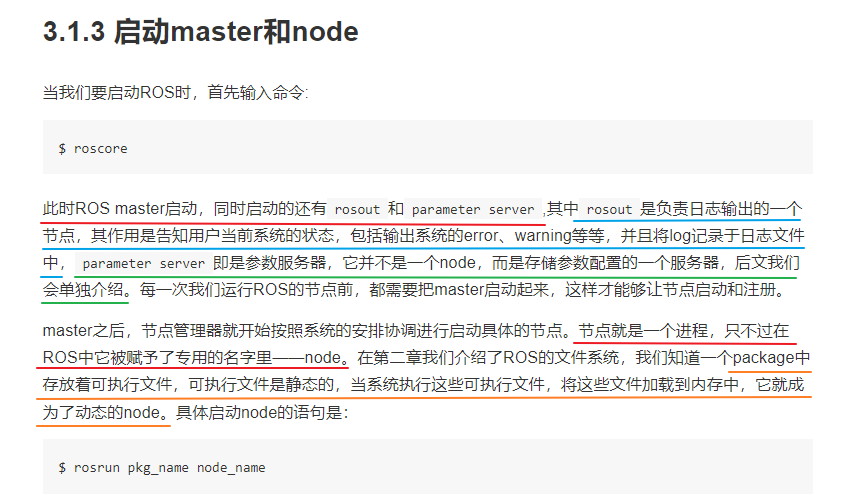 3.1.3 启动master和node
当我们要启动ROS时，首先输入命令:
$ roscore
此时ROS master启动，同时启动的还有 rosout 和 parameter server ,其中 rosout 是负责日志输出的一个
节点，其作用是告知用户当前系统的状态，包括输出系统的error、warning等等，并且将log记录于日志文件
中， parameter server 即是参数服务器，它并不是一个node，而是存储参数配置的一个服务器，后文我们
会单独介绍。每一次我们运行ROS的节点前，都需要把master启动起来，这样才能够让节点启动和注册。
master之后，节点管理器就开始按照系统的安排协调进行启动具体的节点。节点就是一个进程，只不过在
ROS中它被赋予了专用的名字里——node。在第二章我们介绍了ROS的文件系统，我们知道一个package中
存放着可执行文件，可执行文件是静态的，当系统执行这些可执行文件，将这些文件加载到内存中，它就成
为了动态的node。具体启动node的语句是：
$ rosrun pkg_name node_name